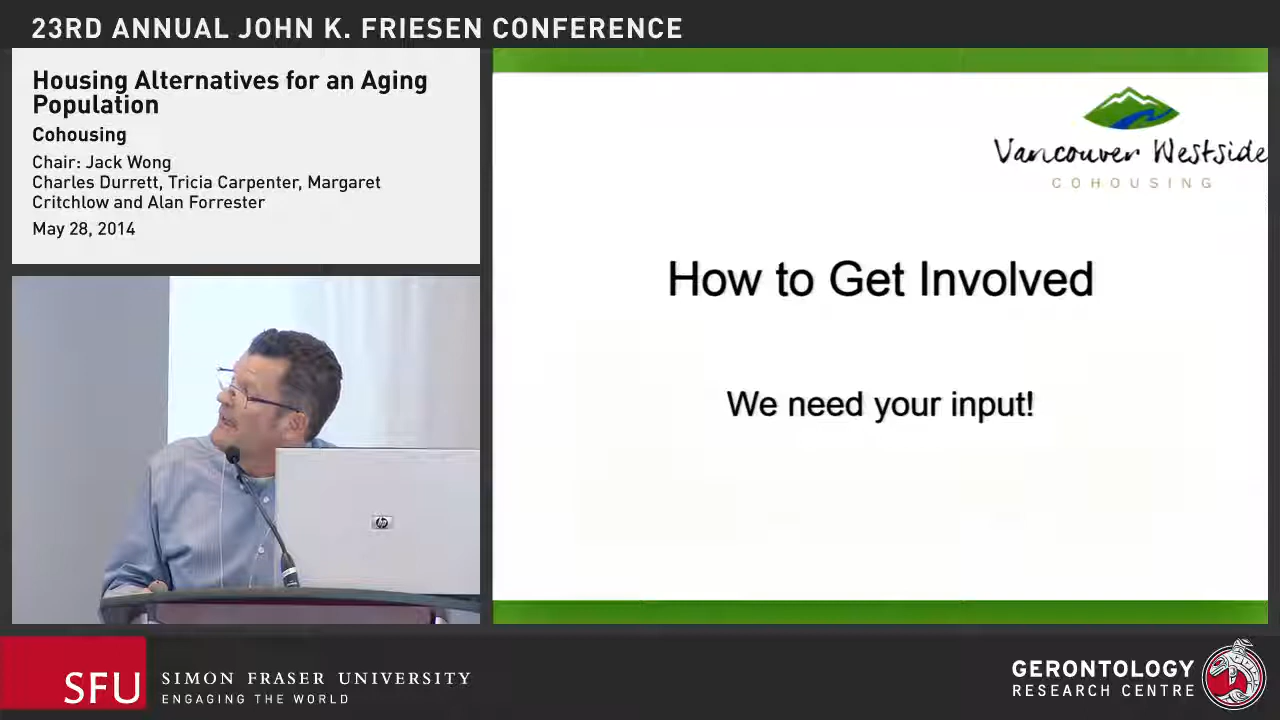 23RD ANNUAL JOHN K. FRIESEN CONFERENCE
Housing Alternatives for an Aging
Population
Cohousing
Chair: Jack Wong
Charles Durrett, Tricia Carpenter, Margaret
Critchlow and Alan Forrester
May 28, 2014
Vancouver Westside
COHOUSING
How to Get Involved
We need your input!
hp
SFU
SIMON FRASER UNIVERSITY
ENGAGING THE WORLD
GERONTOLOGY
RESEARCH CENTRE